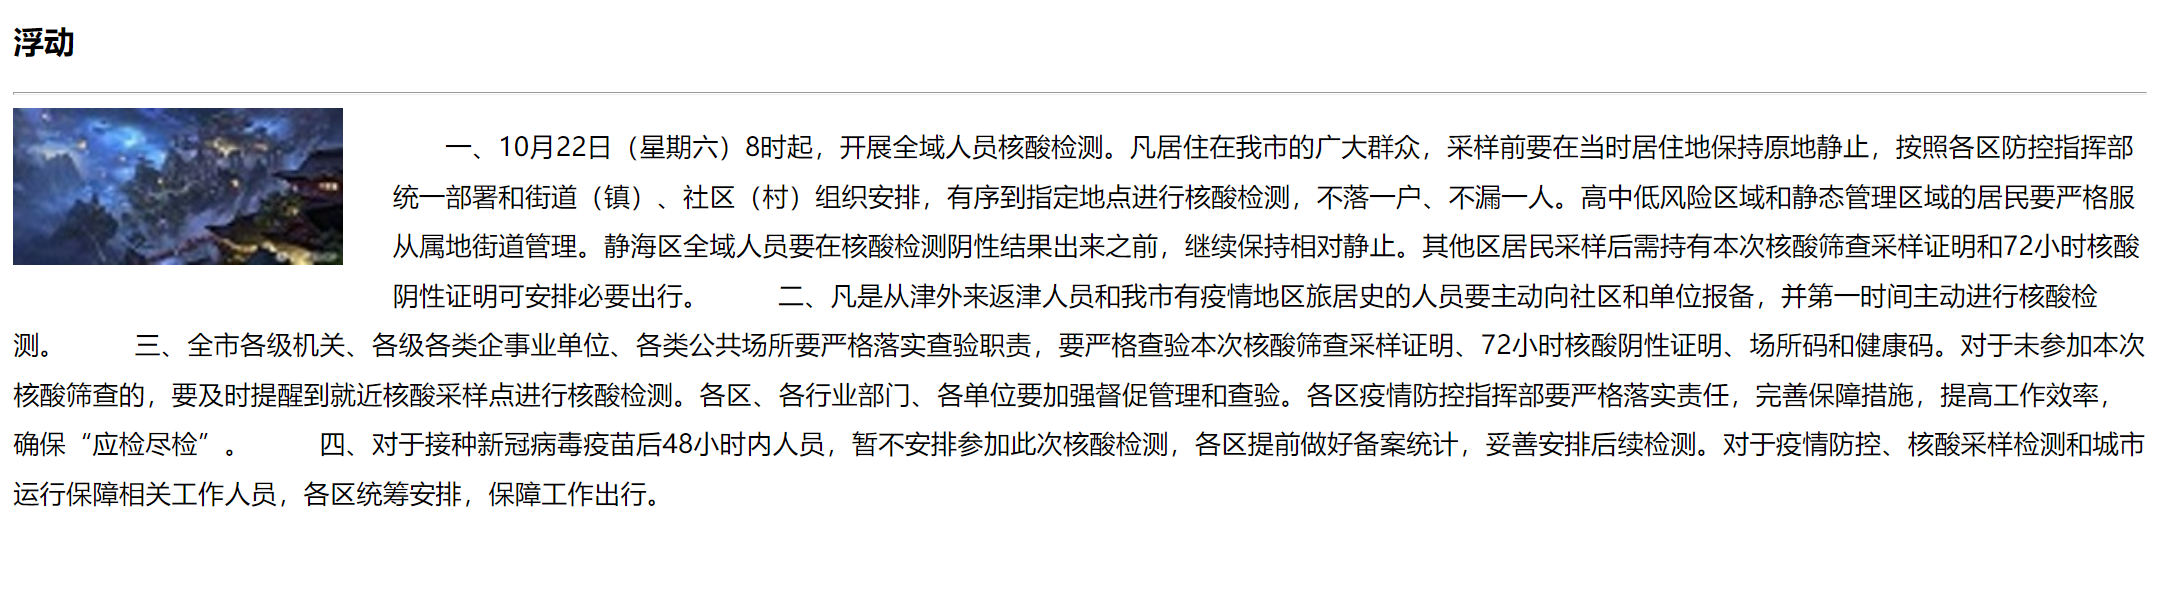 浮动
一、10月22日（星期六）8时起，开展全域人员核酸检测。凡居住在我市的广大群众，采样前要在当时居住地保持原地静止，按照各区防控指挥部
统一部署和街道（镇）、社区（村）组织安排，有序到指定地点进行核酸检测，不落一户、不漏一人。高中低风险区域和静态管理区域的居民要严格服
从属地街道管理。静海区全域人员要在核酸检测阴性结果出来之前，继续保持相对静止。其他区居民采样后需持有本次核酸筛查采样证明和72小时核酸
阴性证明可安排必要出行。 二、凡是从津外来返津人员和我市有疫情地区旅居史的人员要主动向社区和单位报备，并第一时间主动进行核酸检
测。 三、全市各级机关、各级各类企事业单位、各类公共场所要严格落实查验职责，要严格查验本次核酸筛查采样证明、72小时核酸阴性证明、场所码和健康码。对于未参加本次
核酸筛查的，要及时提醒到就近核酸采样点进行核酸检测。各区、各行业部门、各单位要加强督促管理和查验。各区疫情防控指挥部要严格落实责任，完善保障措施，提高工作效率，
确保“应检尽检”。 四、对于接种新冠病毒疫苗后48小时内人员，暂不安排参加此次核酸检测，各区提前做好备案统计，妥善安排后续检测。对于疫情防控、核酸采样检测和城市
运行保障相关工作人员，各区统筹安排，保障工作出行。